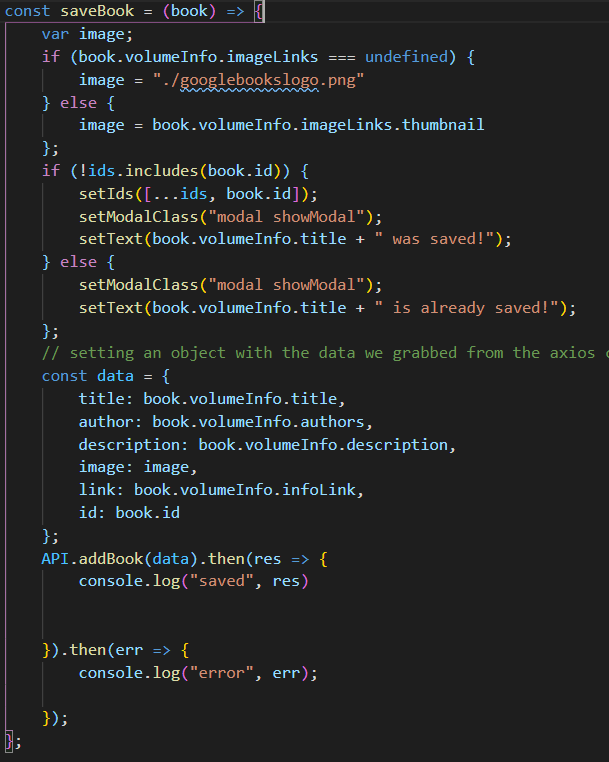 const saveBook = (book) => {
    var image;
    if (book.volumeInfo.imageLinks === undefined) {
        image = "./googlebookslogo.png"
    } else {
        image = book.volumeInfo.imageLinks.thumbnail
    };
    if (!ids.includes(book.id)) {
        setIds([...ids, book.id]);
        setModalClass("modal showModal");
        setText(book.volumeInfo.title + " was saved!");
    } else {
        setModalClass("modal showModal");
        setText(book.volumeInfo.title + " is already saved!");
    };
    // setting an object with the data we grabbed from the axios
    const data = {
        title: book.volumeInfo.title,
        author: book.volumeInfo.authors,
        description: book.volumeInfo.description,
        image: image,
        link: book.volumeInfo.infoLink,
        id: book.id
    };
    API.addBook(data).then(res => {
        console.log("saved", res)
    }).then(err => {
        console.log("error", err);
    });
};